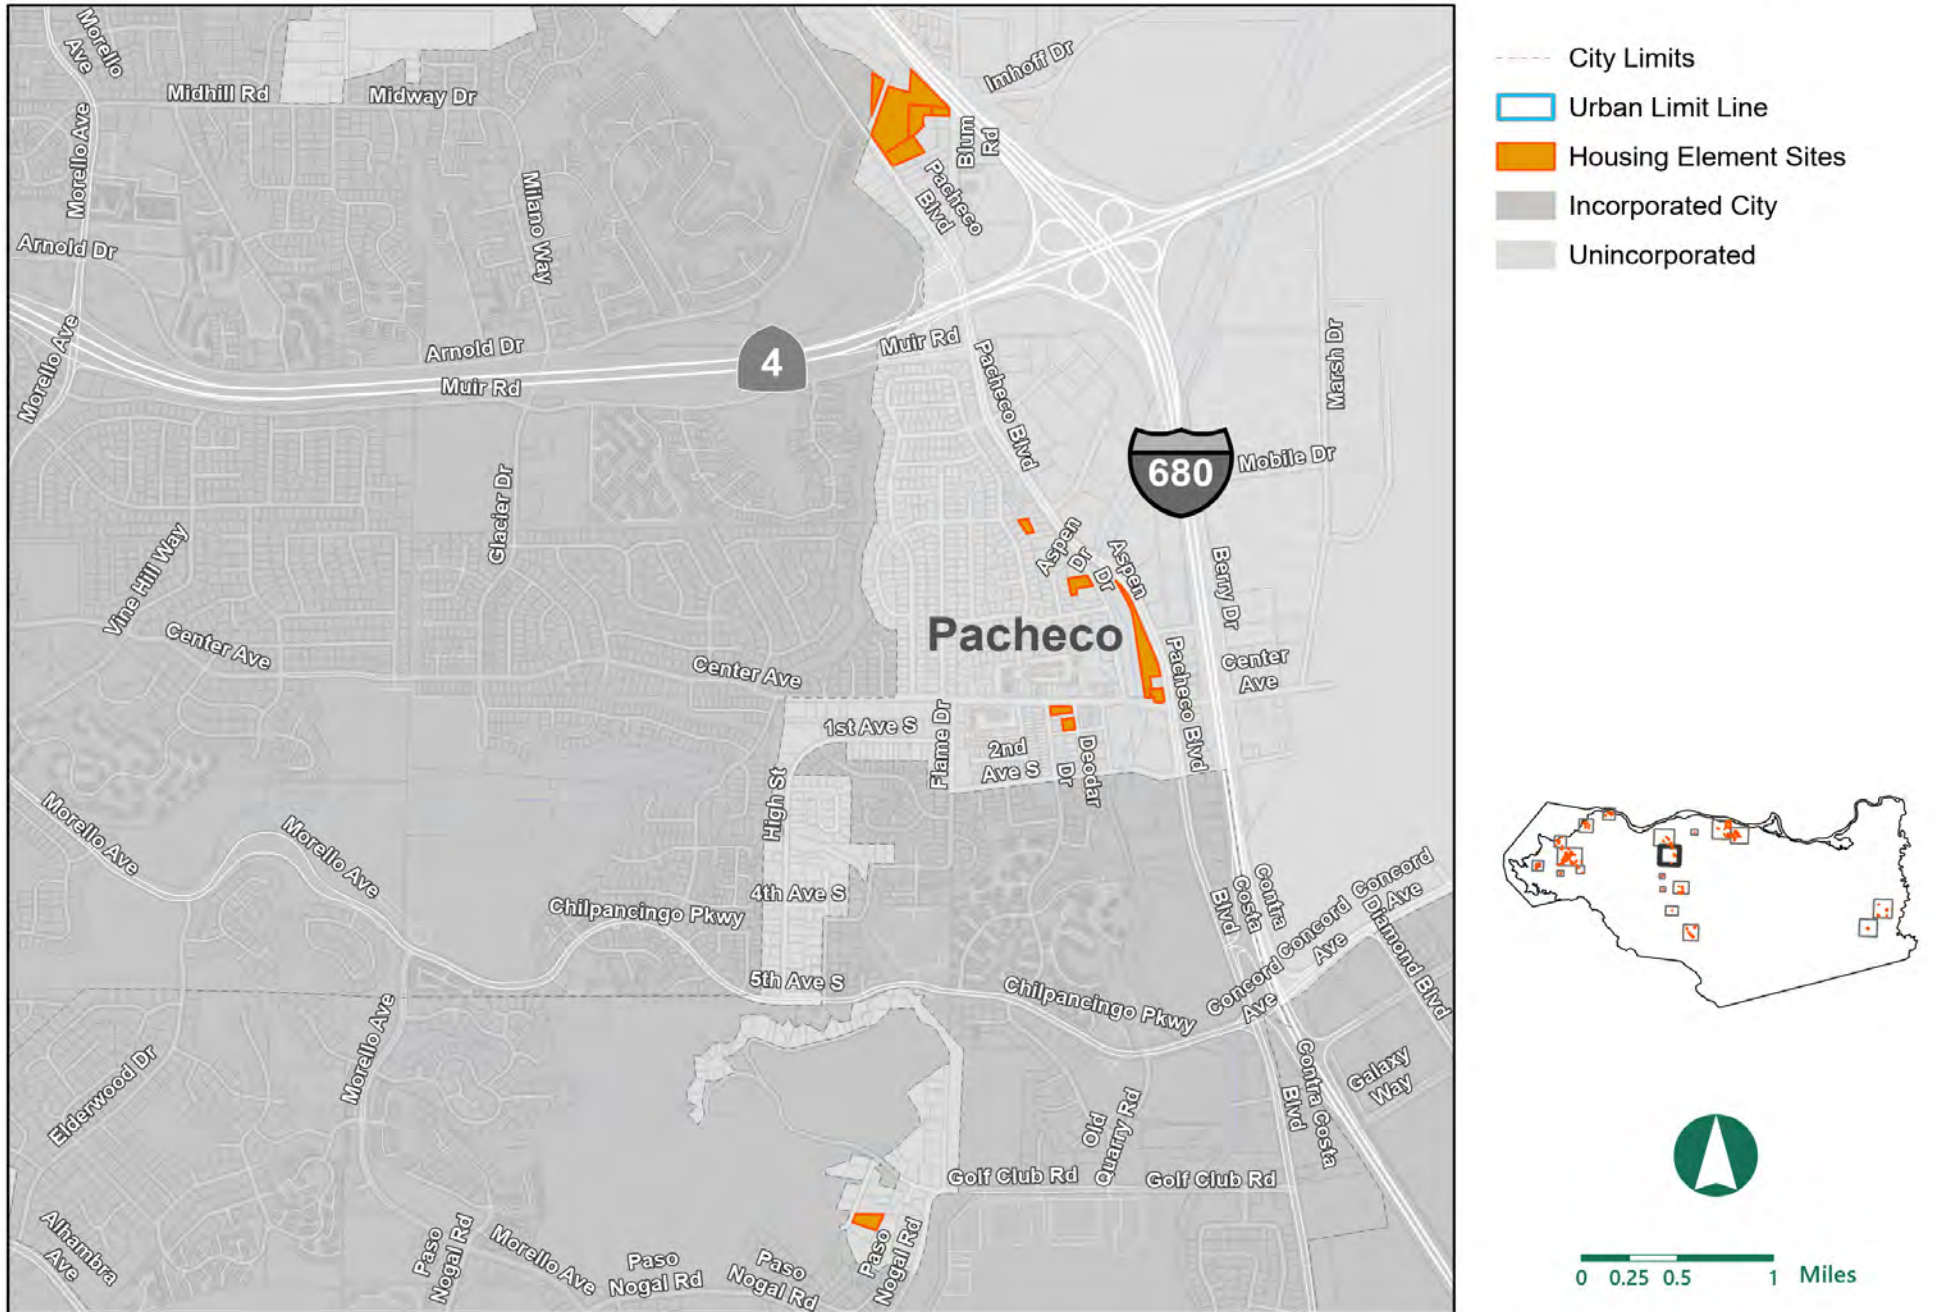 Morello
Ave
Midhill Rd
Midway Dr
Imhoff Dr
Morello Ave
Blum
Rd
Pacheco
Blvd
Milano Way
Arnold Dr
Morello Ave
Arnold Dr
Muir Rd
4
Muir Rd
Pacheco Blvd
Marsh Dr
680
Mobile Dr
Glacier Dr
Vine Hill Way
Aspen
Dr
Aspen
Dr
Berry Dr
Pacheco
Center Ave
Center Ave
Pacheco Blvd
Center
Ave
1st Ave S
Flame Dr
2nd
Ave S
Deodar
Dr
High St
Morello Ave
Morello Ave
4th Ave S
Chilpancingo Pkwy
5th Ave S
Chilpancingo Pkwy
Contra
Costa
Blvd
Concord
Ave
Concord
Ave
Concord
Ave
Diamond Blvd
Galaxy
Way
Contra Costa
Blvd
Morello Ave
Elderwood Dr
Old
Quarry Rd
Golf Club Rd
Golf Club Rd
Alhambra
Ave
Paso
Nogal Rd
Morello Ave
Paso
Nogal Rd
Paso
Nogal Rd
Paso
Nogal Rd
City Limits
Urban Limit Line
Housing Element Sites
Incorporated City
Unincorporated
0 0.25 0.5 1 Miles